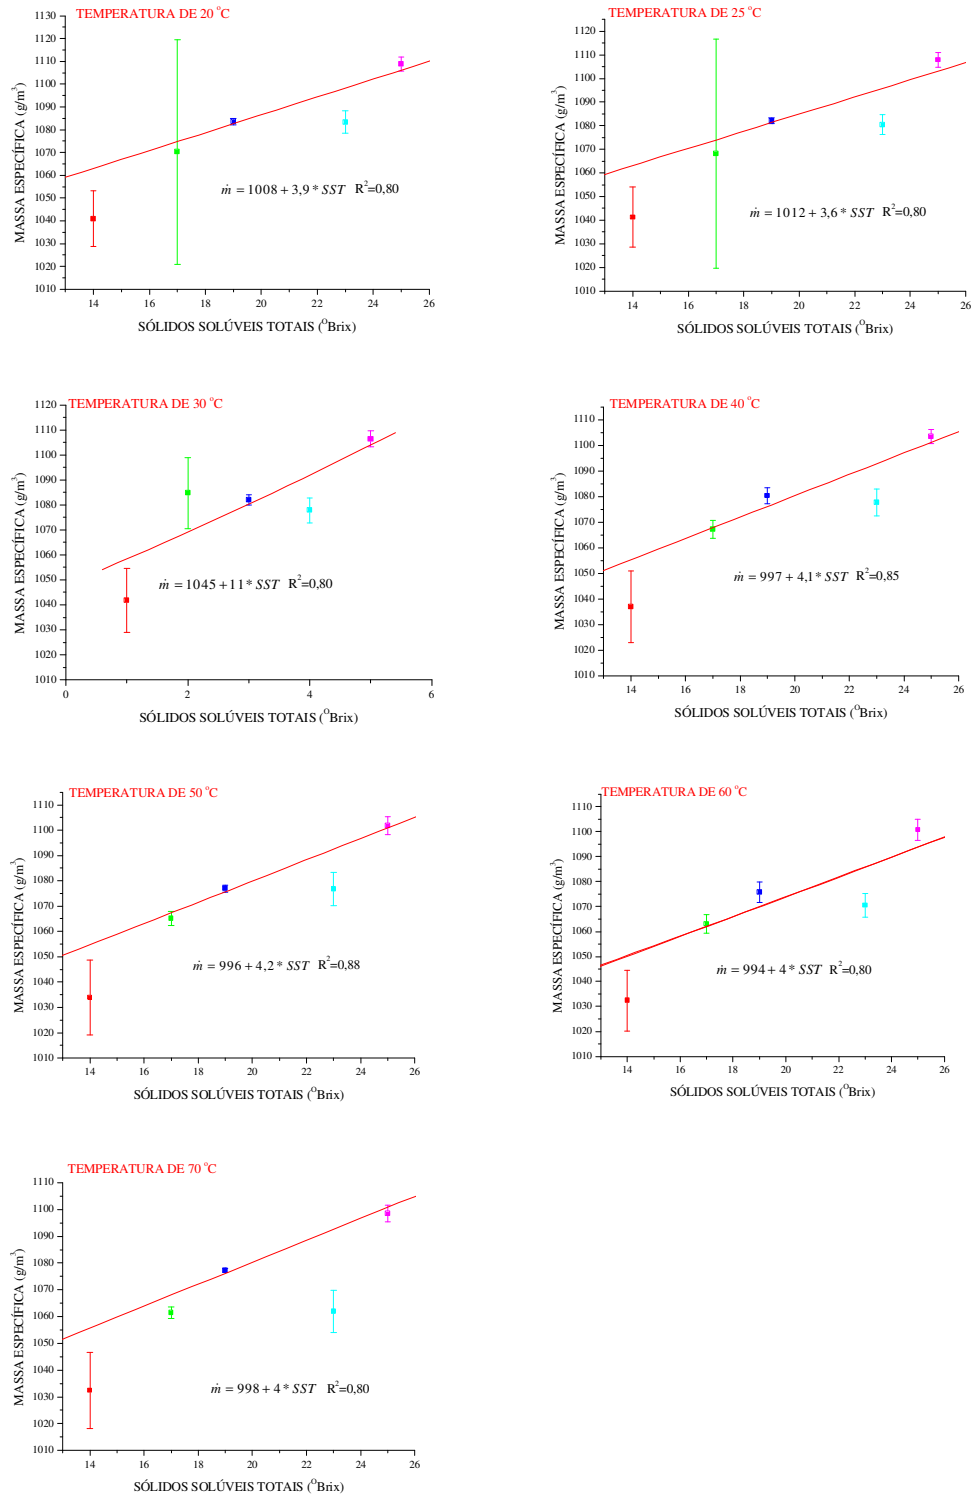 TEMPERATURA DE 20 °C
1130
1120
1110
1100
1090
1080
1070
1060
1050
1040
1030
1020
1010
MASSA ESPECÍFICA (g/m³)
ṁ = 1008 + 3,9 * SST R²=0,80
14 16 18 20 22 24 26
SÓLIDOS SOLÚVEIS TOTAIS (°Brix)
TEMPERATURA DE 25 °C
1120
1110
1100
1090
1080
1070
1060
1050
1040
1030
1020
1010
MASSA ESPECÍFICA (g/m³)
ṁ = 1012 + 3,6 * SST R²=0,80
14 16 18 20 22 24 26
SÓLIDOS SOLÚVEIS TOTAIS (°Brix)
TEMPERATURA DE 30 °C
1120
1110
1100
1090
1080
1070
1060
1050
1040
1030
1020
1010
MASSA ESPECÍFICA (g/m³)
ṁ = 1045 + 11 * SST R²=0,80
0 2 4 6
SÓLIDOS SOLÚVEIS TOTAIS (°Brix)
TEMPERATURA DE 40 °C
1110
1100
1090
1080
1070
1060
1050
1040
1030
1020
1010
MASSA ESPECÍFICA (g/m³)
ṁ = 997 + 4,1 * SST R²=0,85
14 16 18 20 22 24 26
SÓLIDOS SOLÚVEIS TOTAIS (°Brix)
TEMPERATURA DE 50 °C
1110
1100
1090
1080
1070
1060
1050
1040
1030
1020
1010
MASSA ESPECÍFICA (g/m³)
ṁ = 996 + 4,2 * SST R²=0,88
14 16 18 20 22 24 26
SÓLIDOS SOLÚVEIS TOTAIS (°Brix)
TEMPERATURA DE 60 °C
1110
1100
1090
1080
1070
1060
1050
1040
1030
1020
1010
MASSA ESPECÍFICA (g/m³)
ṁ = 994 + 4 * SST R²=0,80
14 16 18 20 22 24 26
SÓLIDOS SOLÚVEIS TOTAIS (°Brix)
TEMPERATURA DE 70 °C
1110
1100
1090
1080
1070
1060
1050
1040
1030
1020
1010
MASSA ESPECÍFICA (g/m³)
ṁ = 998 + 4 * SST R²=0,80
14 16 18 20 22 24 26
SÓLIDOS SOLÚVEIS TOTAIS (°Brix)